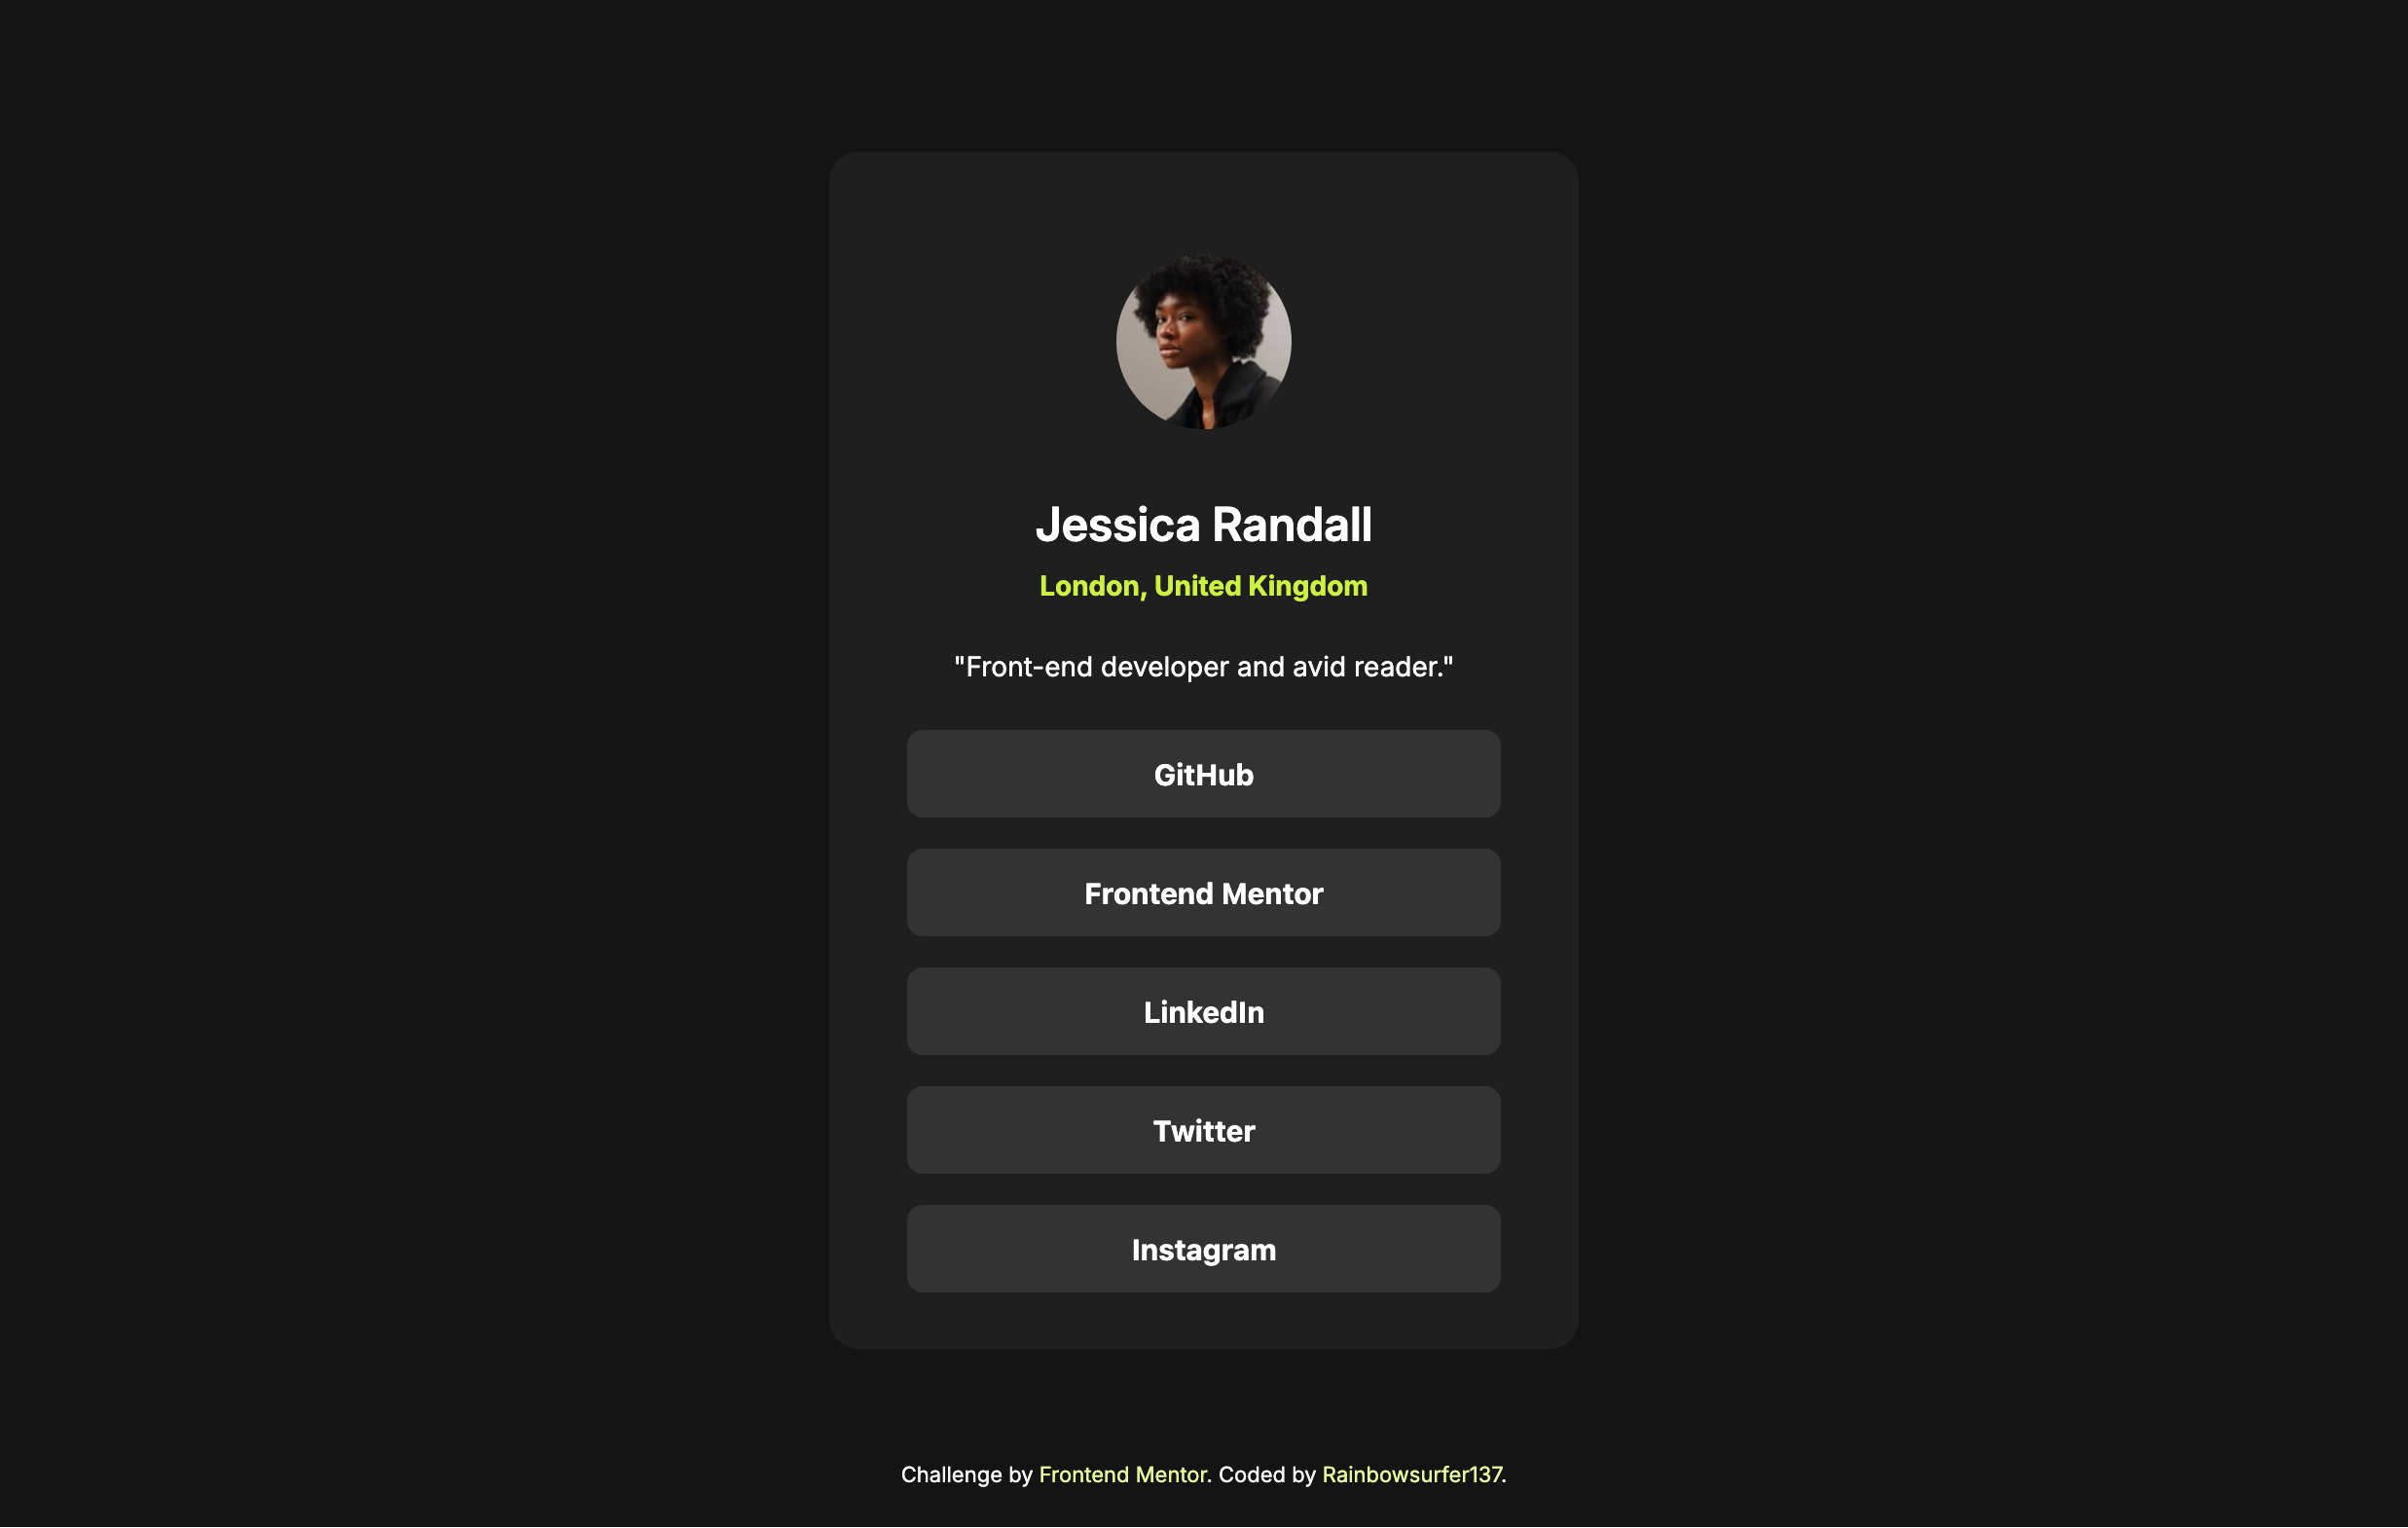 Jessica Randall
London, United Kingdom
"Front-end developer and avid reader."
GitHub
Frontend Mentor
LinkedIn
Twitter
Instagram
Challenge by Frontend Mentor. Coded by Rainbowsurfer137.